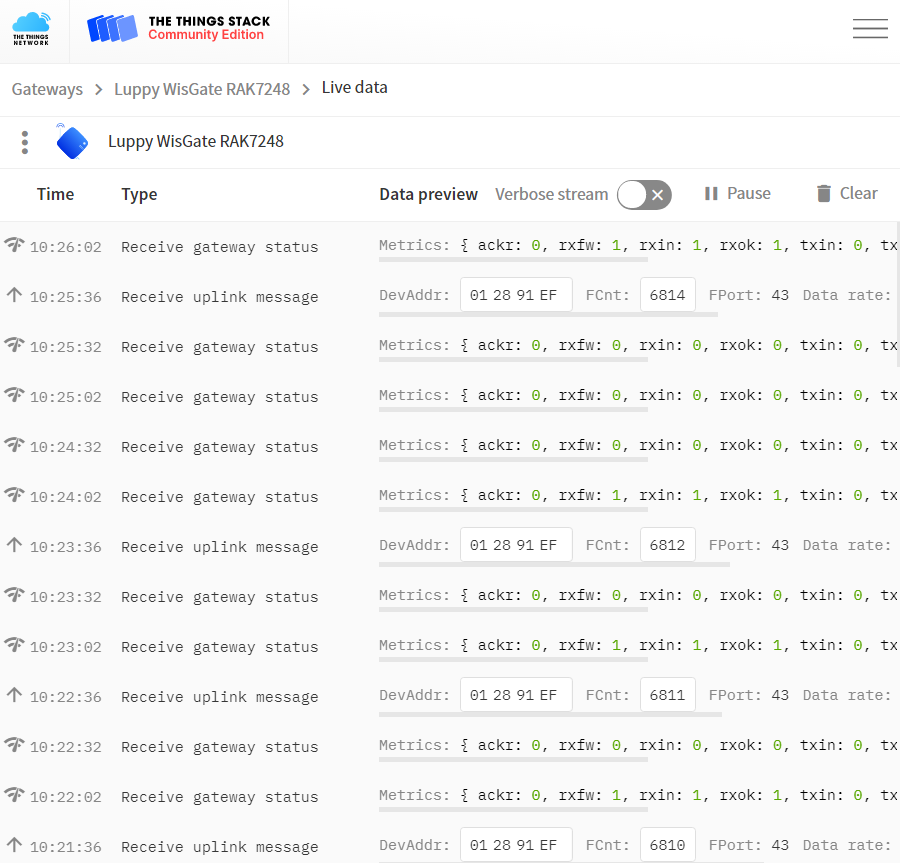 THE THINGS NETWORK
THE THINGS STACK
Community Edition
Gateways > Luppy WisGate RAK7248 > Live data
Luppy WisGate RAK7248
Time Type Data preview Verbose stream Pause Clear
10:26:02 Receive gateway status Metrics: { ackr: 0, rxfw: 1, rxin: 1, rxok: 1, txin: 0, tx
10:25:36 Receive uplink message DevAddr: 01 28 91 EF FCnt: 6814 FPort: 43 Data rate:
10:25:32 Receive gateway status Metrics: { ackr: 0, rxfw: 0, rxin: 0, rxok: 0, txin: 0, tx
10:25:02 Receive gateway status Metrics: { ackr: 0, rxfw: 0, rxin: 0, rxok: 0, txin: 0, tx
10:24:32 Receive gateway status Metrics: { ackr: 0, rxfw: 0, rxin: 0, rxok: 0, txin: 0, tx
10:24:02 Receive gateway status Metrics: { ackr: 0, rxfw: 1, rxin: 1, rxok: 1, txin: 0, tx
10:23:36 Receive uplink message DevAddr: 01 28 91 EF FCnt: 6812 FPort: 43 Data rate:
10:23:32 Receive gateway status Metrics: { ackr: 0, rxfw: 0, rxin: 0, rxok: 0, txin: 0, tx
10:23:02 Receive gateway status Metrics: { ackr: 0, rxfw: 1, rxin: 1, rxok: 1, txin: 0, tx
10:22:36 Receive uplink message DevAddr: 01 28 91 EF FCnt: 6811 FPort: 43 Data rate:
10:22:32 Receive gateway status Metrics: { ackr: 0, rxfw: 0, rxin: 0, rxok: 0, txin: 0, tx
10:22:02 Receive gateway status Metrics: { ackr: 0, rxfw: 1, rxin: 1, rxok: 1, txin: 0, tx
10:21:36 Receive uplink message DevAddr: 01 28 91 EF FCnt: 6810 FPort: 43 Data rate: